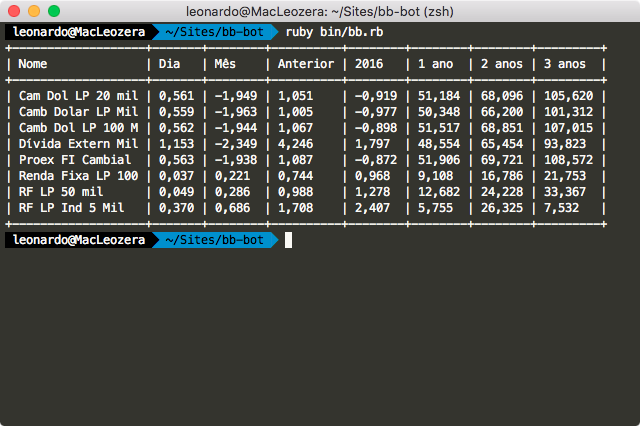 leonardo@MacLeozera: ~/Sites/bb-bot (zsh)
leonardo@MacLeozera ~/Sites/bb-bot ruby bin/bb.rb
| Nome | Dia | Mês | Anterior | 2016 | 1 ano | 2 anos | 3 anos |
| Cam Dol LP 20 mil | 0,561 | -1,949 | 1,051 | -0,919 | 51,184 | 68,096 | 105,620 |
| Camb Dolar LP Mil | 0,559 | -1,963 | 1,005 | -0,977 | 50,348 | 66,200 | 101,312 |
| Camb Dol LP 100 M | 0,562 | -1,944 | 1,067 | -0,898 | 51,517 | 68,851 | 107,015 |
| Dívida Extern Mil | 1,153 | -2,349 | 4,246 | 1,797 | 48,554 | 65,454 | 93,823 |
| Proex FI Cambial | 0,563 | -1,938 | 1,087 | -0,872 | 51,906 | 69,721 | 108,572 |
| Renda Fixa LP 100 | 0,037 | 0,221 | 0,744 | 0,968 | 9,108 | 16,786 | 21,753 |
| RF LP 50 mil | 0,049 | 0,286 | 0,988 | 1,278 | 12,682 | 24,228 | 33,367 |
| RF LP Ind 5 Mil | 0,370 | 0,686 | 1,708 | 2,407 | 5,755 | 26,325 | 7,532 |
leonardo@MacLeozera ~/Sites/bb-bot